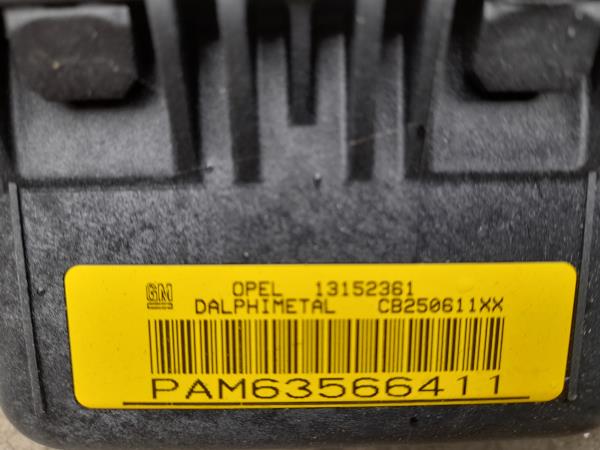 GM OPEL 13152361
DALPHIMETAL CB250611XX
PAM63566411